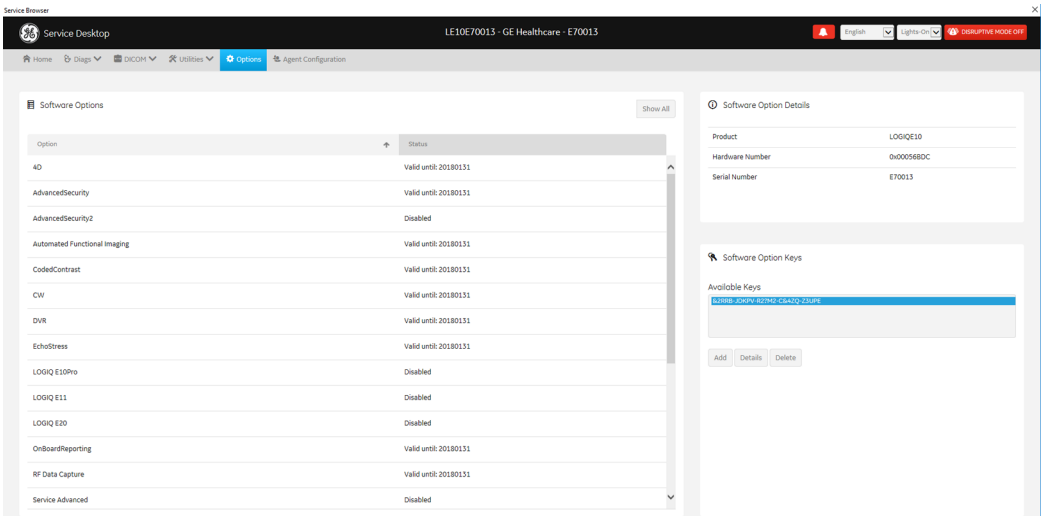 Service Browser
Service Desktop
LE10E70013 - GE Healthcare - E70013
English
Lights-On
DISRUPTIVE MODE OFF
Home
Diags
DICOM
Utilities
Options
Agent Configuration
Software Options
Show All
Option
Status
4D
Valid until: 20180131
AdvancedSecurity
Valid until: 20180131
AdvancedSecurity2
Disabled
Automated Functional Imaging
Valid until: 20180131
CodedContrast
Valid until: 20180131
CW
Valid until: 20180131
DVR
Valid until: 20180131
EchoStress
Valid until: 20180131
LOGIQ E10Pro
Disabled
LOGIQ E11
Disabled
LOGIQ E20
Disabled
OnBoardReporting
Valid until: 20180131
RF Data Capture
Valid until: 20180131
Service Advanced
Disabled
Software Option Details
Product
LOGIQE10
Hardware Number
0x00056BDC
Serial Number
E70013
Software Option Keys
Available Keys
&2RRB-JDKPV-R27M2-C&4ZQ-Z3UPE
Add
Details
Delete